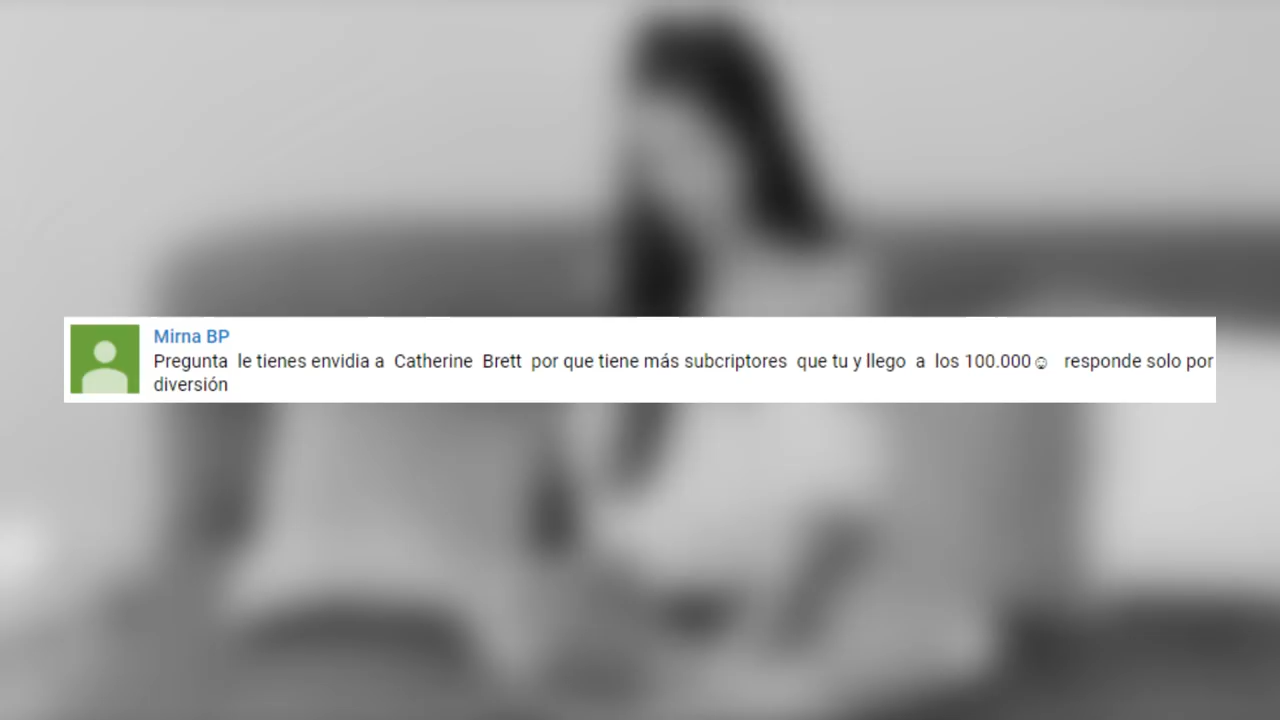 Mirna BP
Pregunta le tienes envidia a Catherine Brett por que tiene más subcriptores que tu y llego a los 100.000☺ responde solo por
diversión